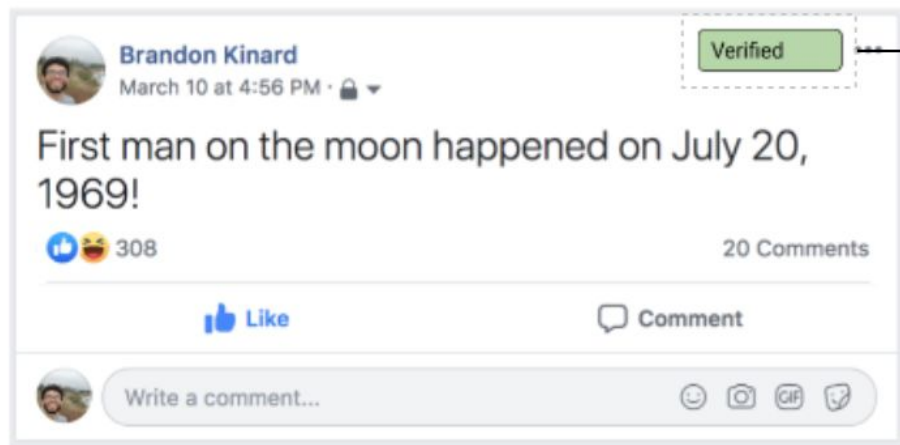 Brandon Kinard
Verified
March 10 at 4:56 PM ·
First man on the moon happened on July 20,
1969!
308
20 Comments
Like
Comment
Write a comment...
GIF